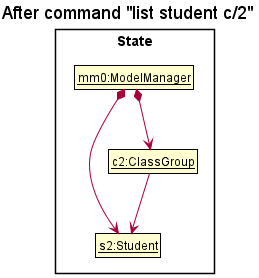 After command "list student c/2"
State
mm0:ModelManager
c2:ClassGroup
s2:Student